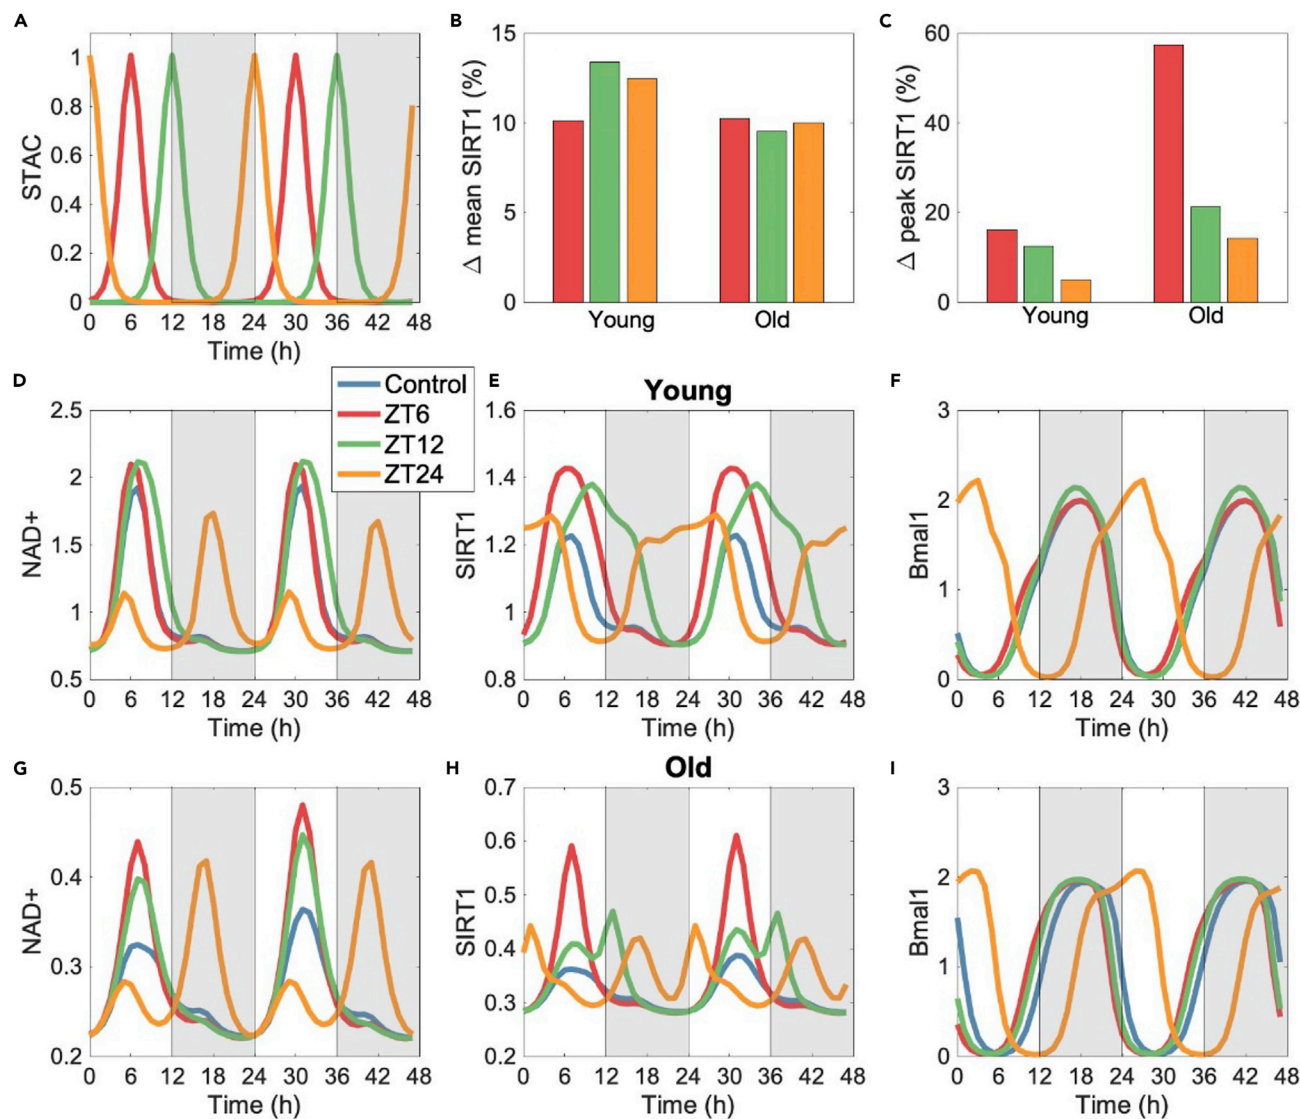 A
STAC
1
0.8
0.6
0.4
0.2
0
0 6 12 18 24 30 36 42 48
Time (h)
B
Δ mean SIRT1 (%)
15
10
5
0
Young Old
C
Δ peak SIRT1 (%)
60
40
20
0
Young Old
D
NAD+
2.5
2
1.5
1
0.5
0 6 12 18 24 30 36 42 48
Time (h)
Control
ZT6
ZT12
ZT24
E
Young
SIRT1
1.6
1.4
1.2
1
0.8
0 6 12 18 24 30 36 42 48
Time (h)
F
Bmal1
3
2
1
0
0 6 12 18 24 30 36 42 48
Time (h)
G
NAD+
0.5
0.4
0.3
0.2
0 6 12 18 24 30 36 42 48
Time (h)
H
Old
SIRT1
0.7
0.6
0.5
0.4
0.3
0.2
0 6 12 18 24 30 36 42 48
Time (h)
I
Bmal1
3
2
1
0
0 6 12 18 24 30 36 42 48
Time (h)